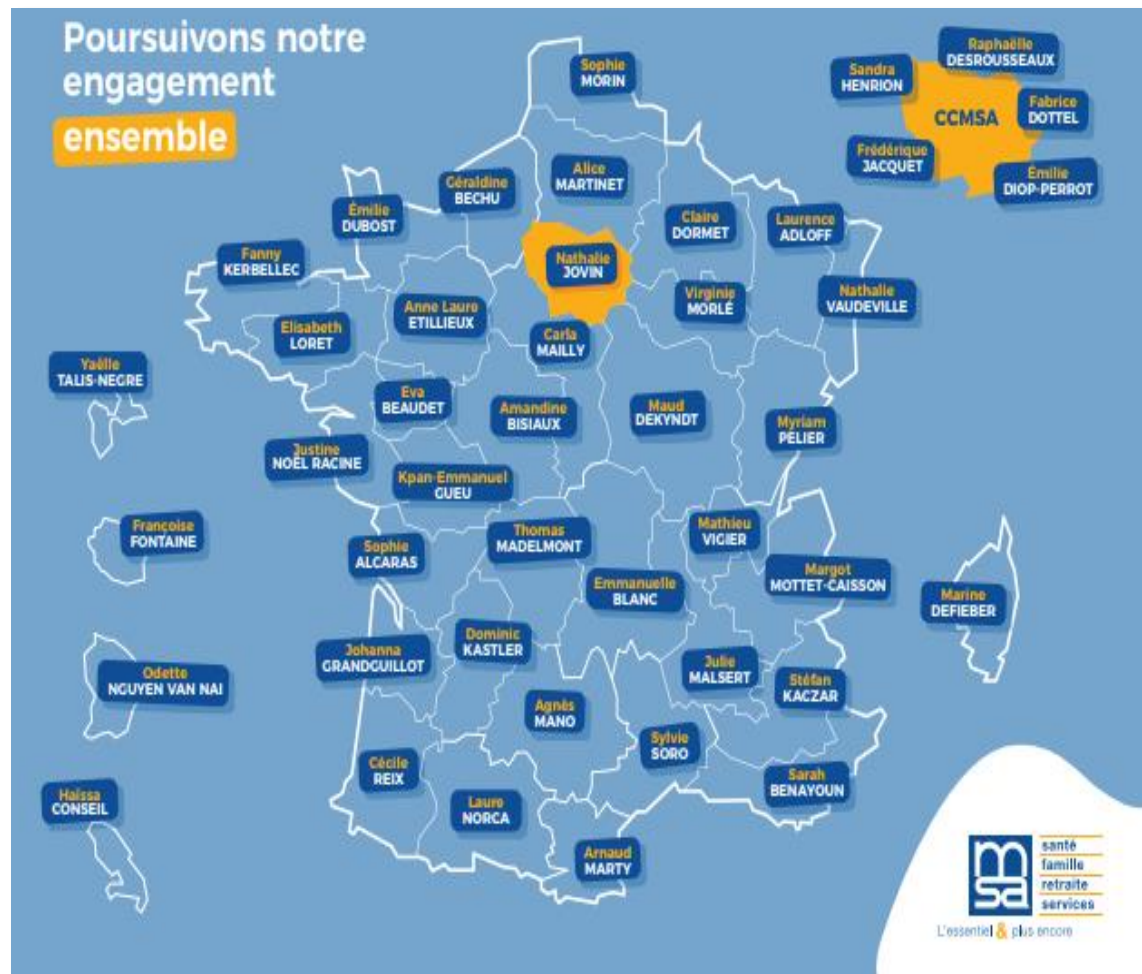 Poursuivons notre
engagement
ensemble
Sophie
MORIN
Raphaëlle
DESROUSSEAUX
Sandra
HENRION
CCMSA
Fabrice
DOTTEL
Frédérique
JACQUET
Émilie
DIOP-PERROT
Géraldine
BECHU
Alice
MARTINET
Émilie
DUBOST
Claire
DORMET
Laurence
ADLOFF
Fanny
KERBELLEC
Nathalie
JOVIN
Anne Laure
ETILLIEUX
Virginie
MORLÉ
Nathalie
VAUDEVILLE
Elisabeth
LORET
Carla
MAILLY
Yaëlle
TALIS-NEGRE
Eva
BEAUDET
Amandine
BISIAUX
Maud
DEKYNDT
Myriam
PELIER
Justine
NOËL RACINE
Kpan-Emmanuel
GUEU
Françoise
FONTAINE
Sophie
ALCARAS
Thomas
MADELMONT
Mathieu
VIGIER
Emmanuelle
BLANC
Margot
MOTTET-CAISSON
Marine
DEFIEBER
Johanna
GRANDGUILLOT
Dominic
KASTLER
Odette
NGUYEN VAN NAI
Julie
MALSERT
Stéfan
KACZAR
Agnès
MANO
Sylvie
SORO
Cécile
REIX
Sarah
BENAYOUN
Haïssa
CONSEIL
Laure
NORCA
Arnaud
MARTY
msa
santé
famille
retraite
services
L'essentiel & plus encore